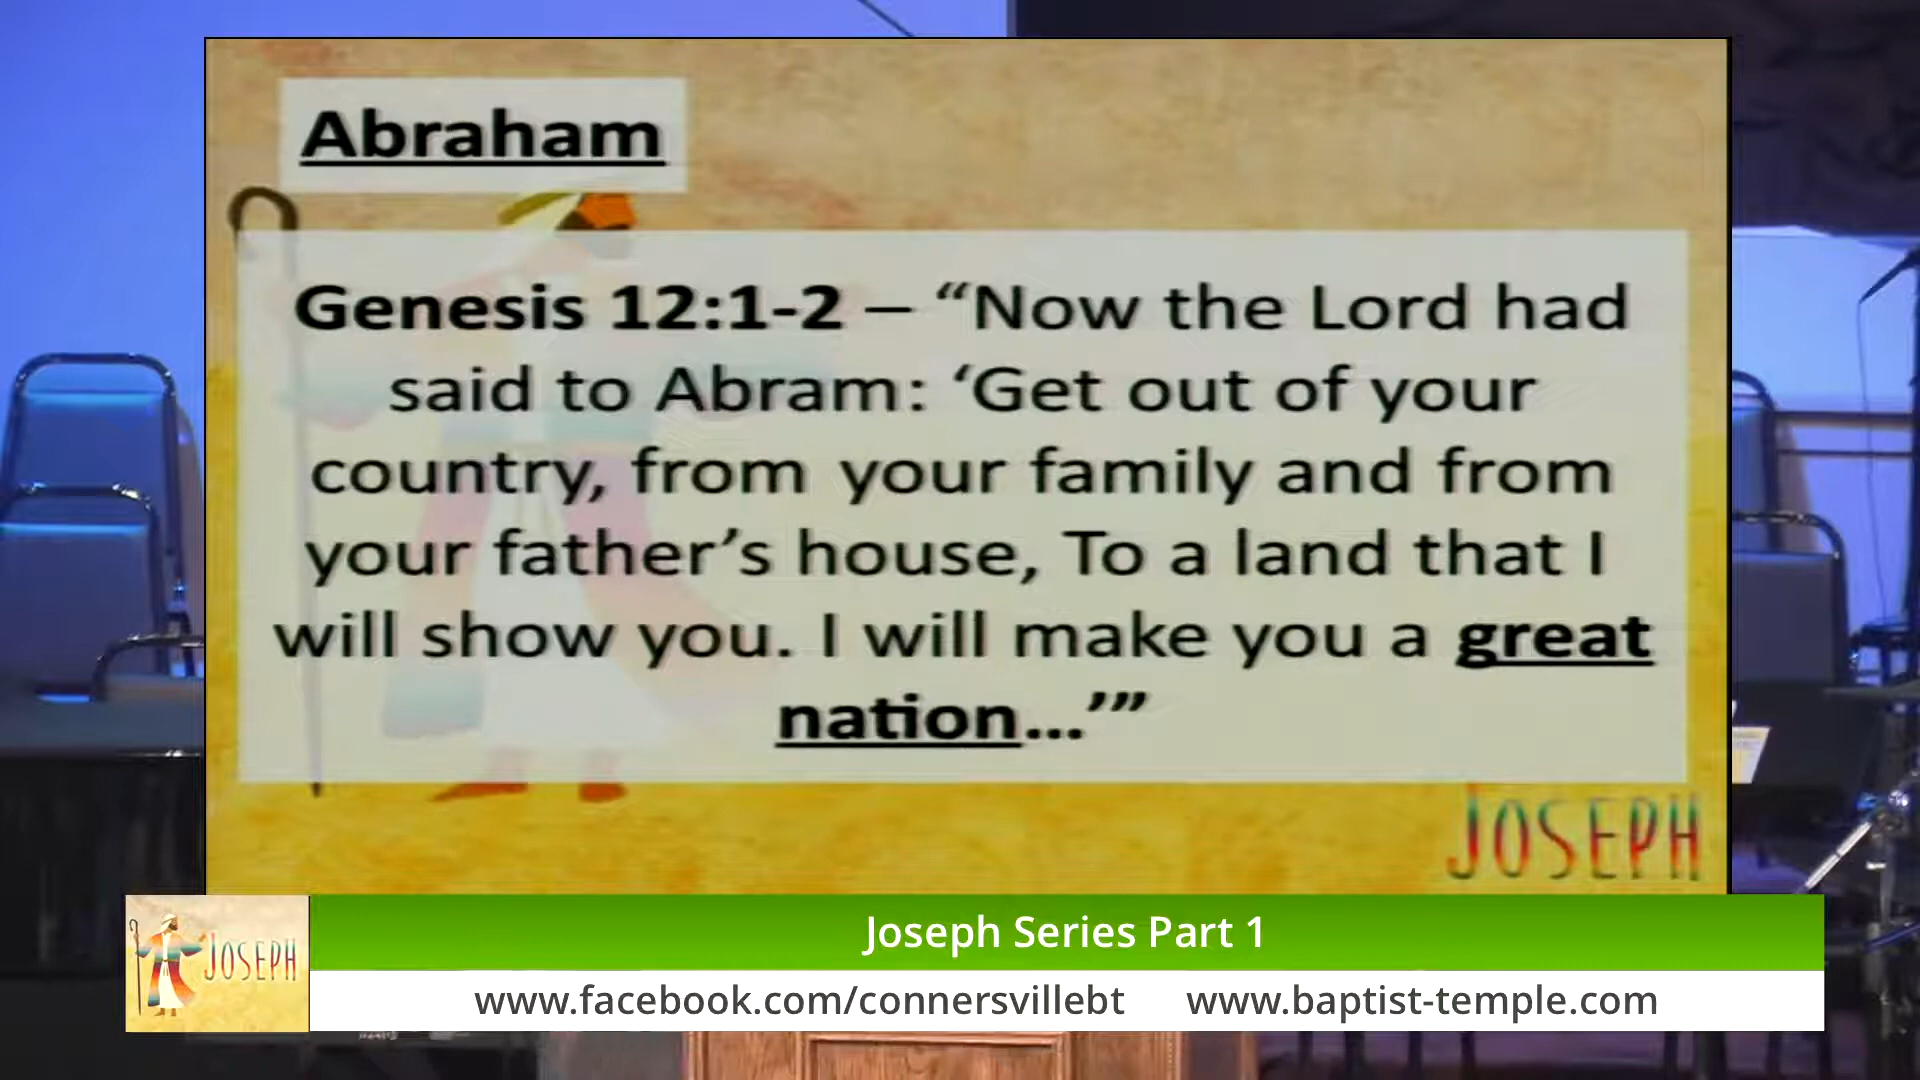 Abraham
Genesis 12:1-2 – “Now the Lord had
said to Abram: ‘Get out of your
country, from your family and from
your father’s house, To a land that I
will show you. I will make you a great
nation...’”
JOSEPH
JOSEPH
Joseph Series Part 1
www.facebook.com/connersvillebt www.baptist-temple.com